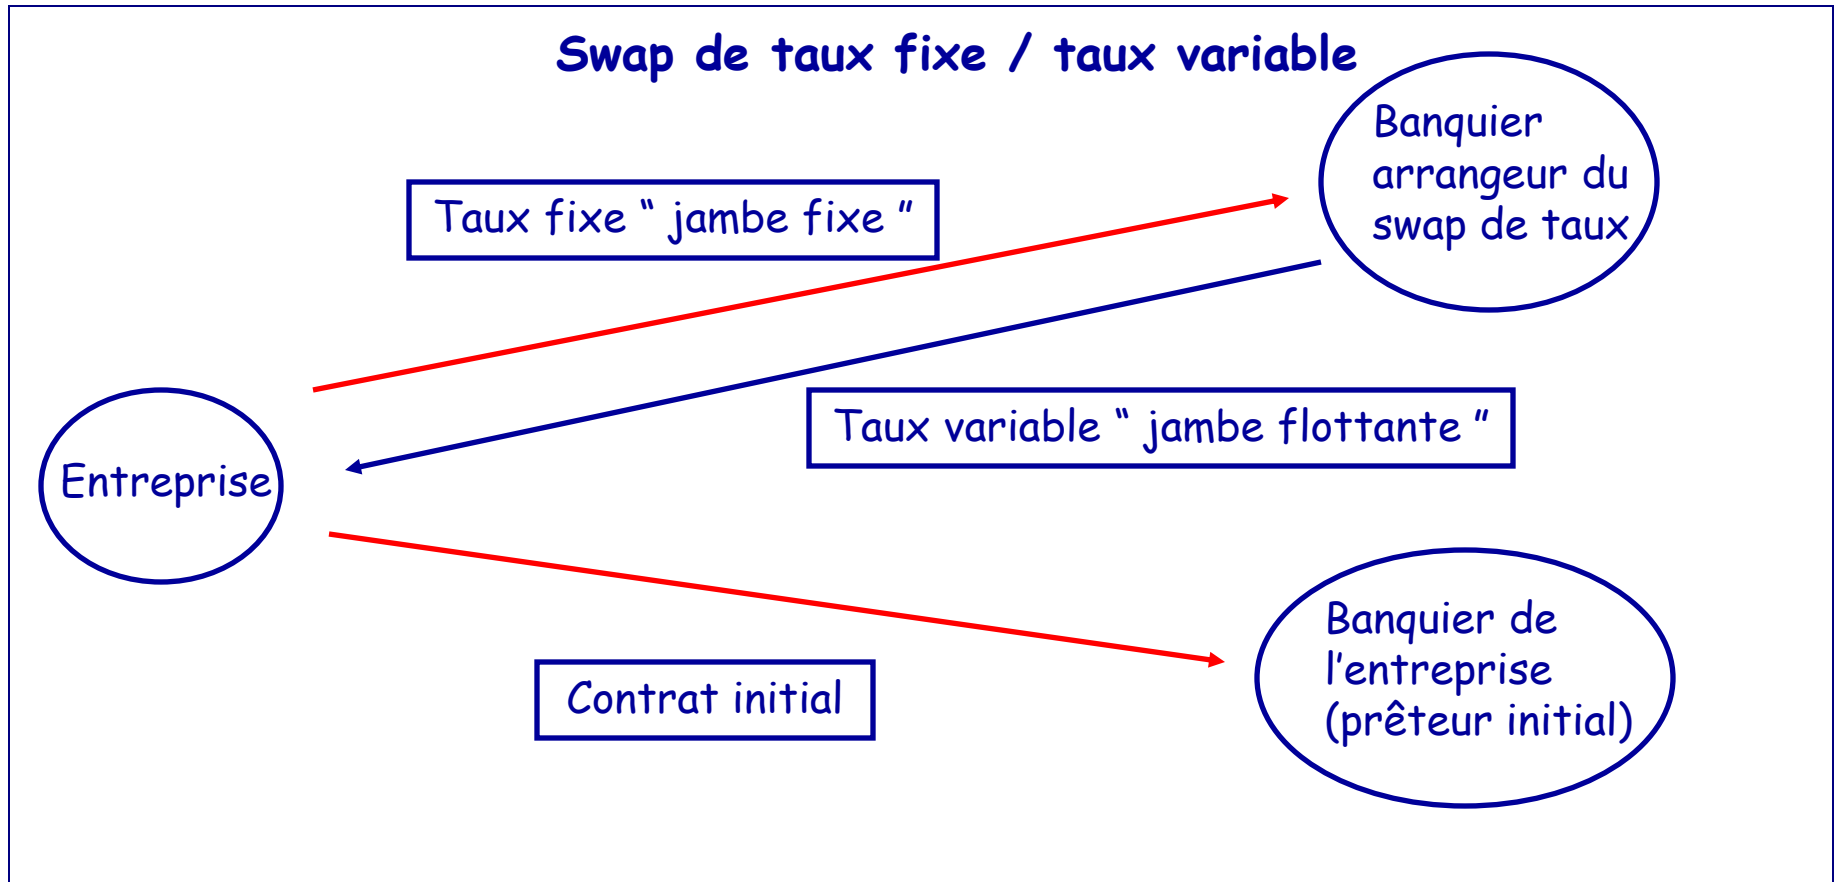 Swap de taux fixe / taux variable
Banquier
arrangeur du
swap de taux
Taux fixe “ jambe fixe ”
Taux variable “ jambe flottante ”
Entreprise
Banquier de
l’entreprise
(prêteur initial)
Contrat initial